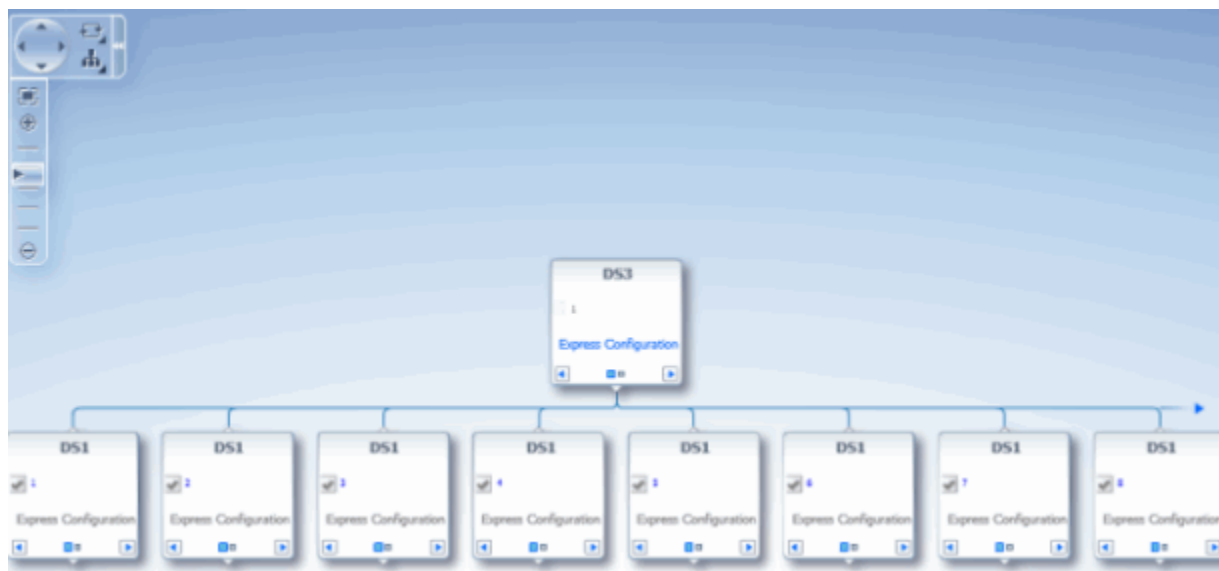 DS3
1
Express Configuration
DS1 DS1 DS1 DS1 DS1 DS1 DS1 DS1
1 2 3 4 5 6 7 8
Express Configuration Express Configuration Express Configuration Express Configuration Express Configuration Express Configuration Express Configuration Express Configuration